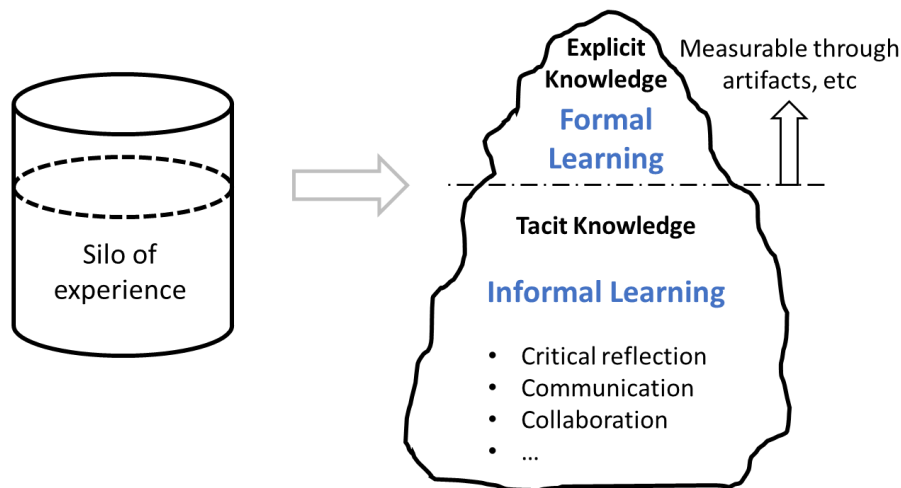 Silo of
experience
Explicit
Knowledge
Formal
Learning
Measurable through
artifacts, etc
Tacit Knowledge
Informal Learning
• Critical reflection
• Communication
• Collaboration
• ...